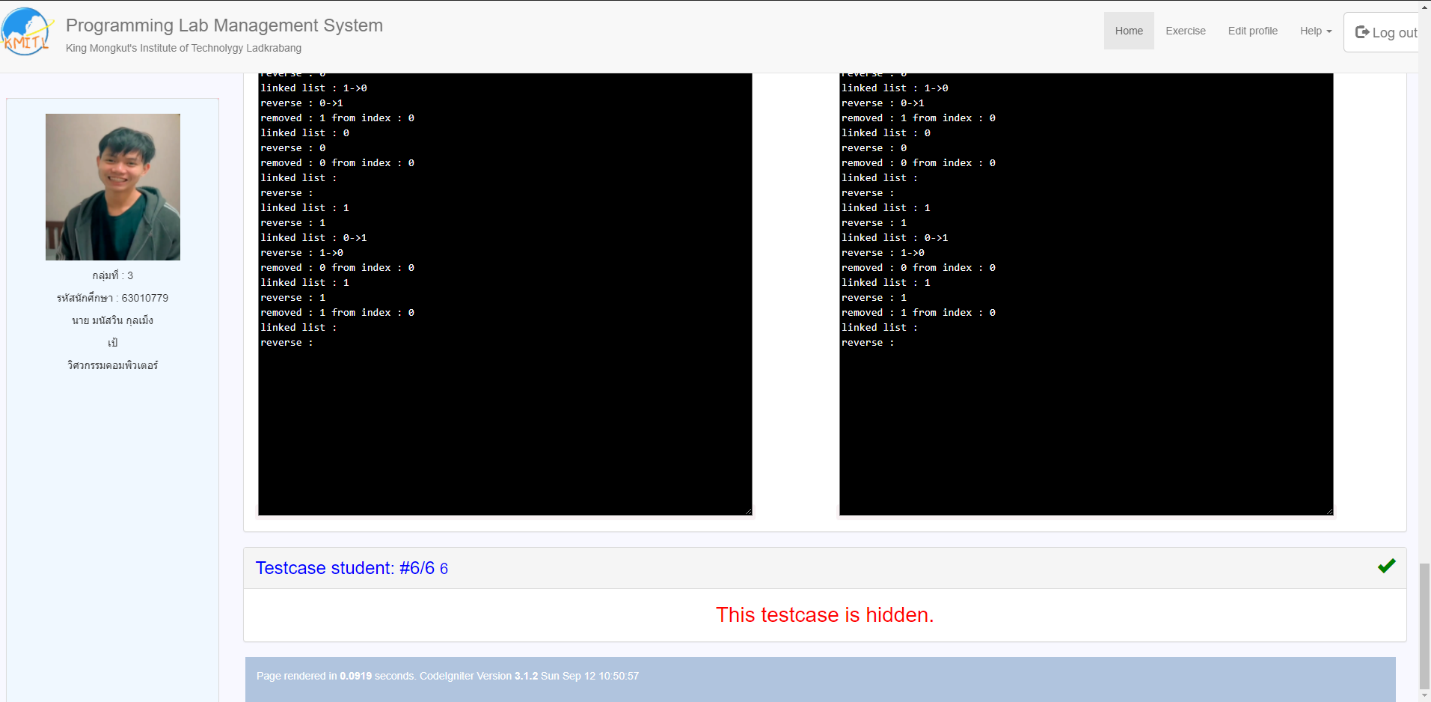 KMITL
Programming Lab Management System
King Mongkut's Institute of Technolygy Ladkrabang
Home
Exercise
Edit profile
Help
Log out
กลุ่มที่ : 3
รหัสนักศึกษา : 63010779
นาย มนัสวิน กุลเม็ง
เป้
วิศวกรรมคอมพิวเตอร์
reverse : 0
linked list : 1->0
reverse : 0->1
removed : 1 from index : 0
linked list : 0
reverse : 0
removed : 0 from index : 0
linked list :
reverse :
linked list : 1
reverse : 1
linked list : 0->1
reverse : 1->0
removed : 0 from index : 0
linked list : 1
reverse : 1
removed : 1 from index : 0
linked list :
reverse :
reverse : 0
linked list : 1->0
reverse : 0->1
removed : 1 from index : 0
linked list : 0
reverse : 0
removed : 0 from index : 0
linked list :
reverse :
linked list : 1
reverse : 1
linked list : 0->1
reverse : 1->0
removed : 0 from index : 0
linked list : 1
reverse : 1
removed : 1 from index : 0
linked list :
reverse :
Testcase student: #6/6 6
This testcase is hidden.
Page rendered in 0.0919 seconds. CodeIgniter Version 3.1.2 Sun Sep 12 10:50:57